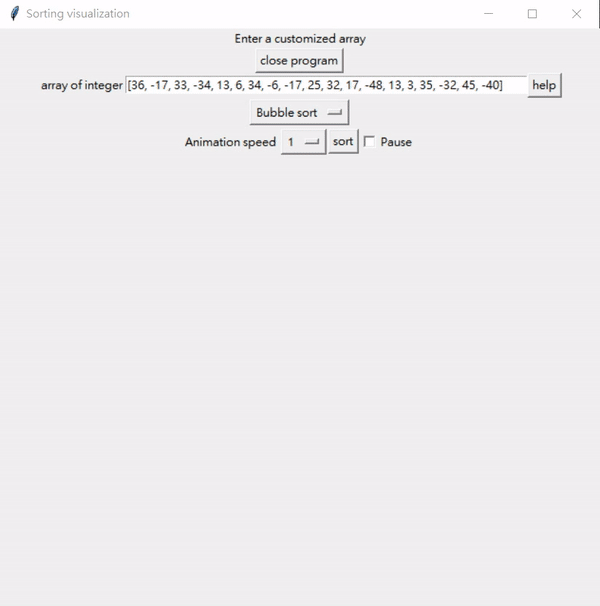 Sorting visualization
Enter a customized array
close program
array of integer [36, -17, 33, -34, 13, 6, 34, -6, -17, 25, 32, 17, -48, 13, 3, 35, -32, 45, -40] help
Bubble sort
Animation speed 1 sort Pause